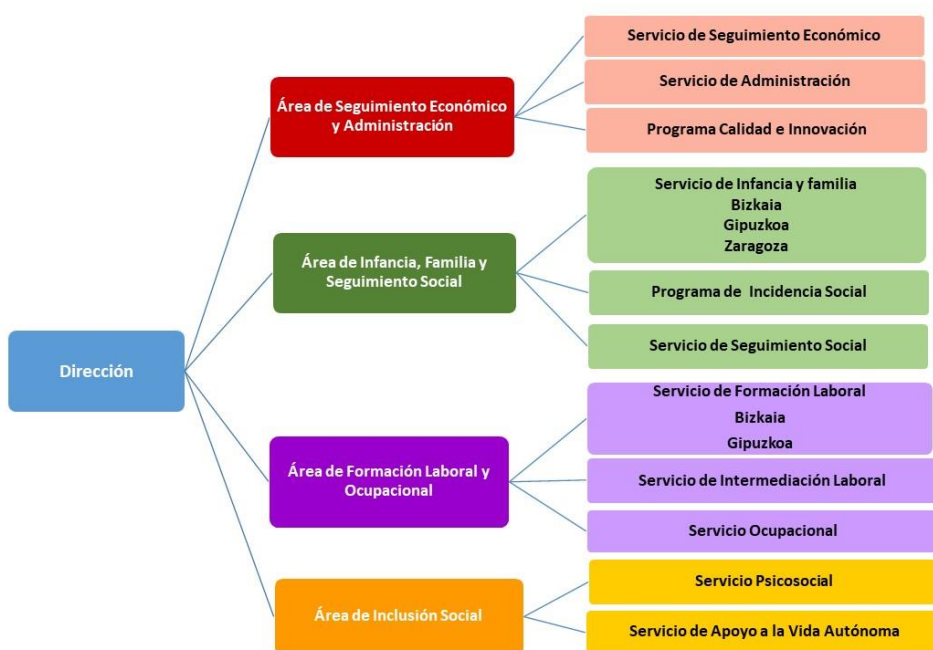 Dirección
Área de Seguimiento Económico
y Administración
Servicio de Seguimiento Económico
Servicio de Administración
Programa Calidad e Innovación
Área de Infancia, Familia y
Seguimiento Social
Servicio de Infancia y familia
Bizkaia
Gipuzkoa
Zaragoza
Programa de Incidencia Social
Servicio de Seguimiento Social
Área de Formación Laboral y
Ocupacional
Servicio de Formación Laboral
Bizkaia
Gipuzkoa
Servicio de Intermediación Laboral
Servicio Ocupacional
Área de Inclusión Social
Servicio Psicosocial
Servicio de Apoyo a la Vida Autónoma